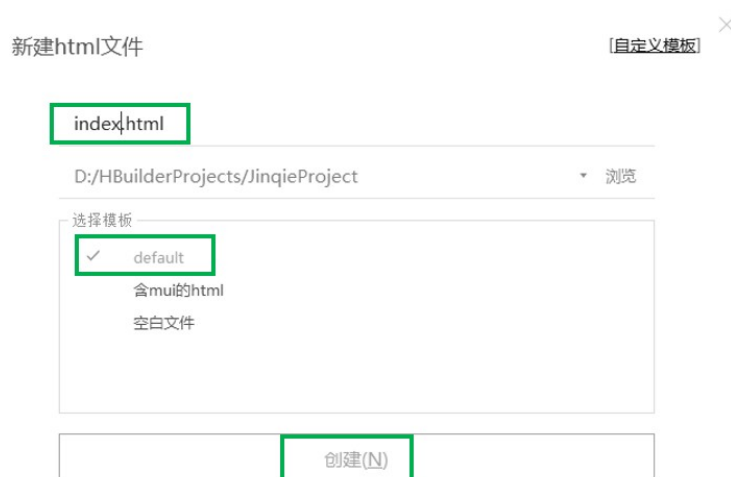 新建html文件 [自定义模板]
index.html
D:/HBuilderProjects/JinqieProject 浏览
选择模板
default
含mui的html
空白文件
创建(N)